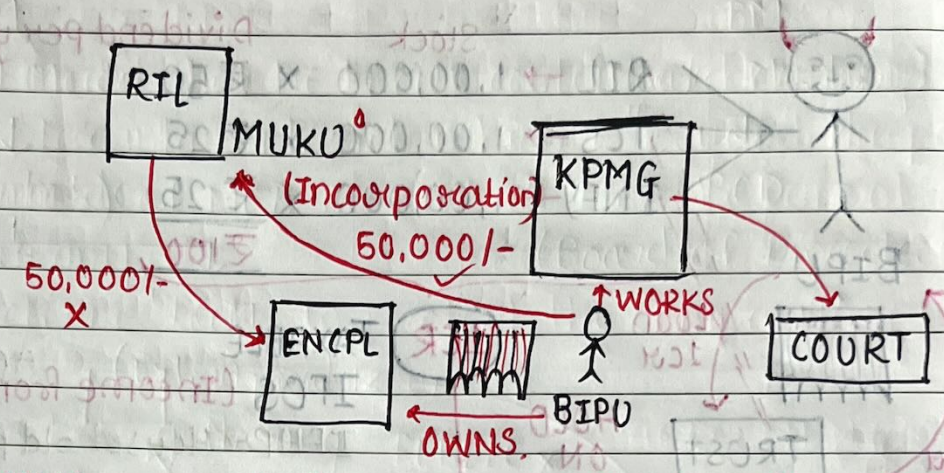 RIL
MUKU
KPMG
(Incorporation)
50,000/-
50,000/-
X
WORKS
ENCPL
COURT
BIPU
OWNS.